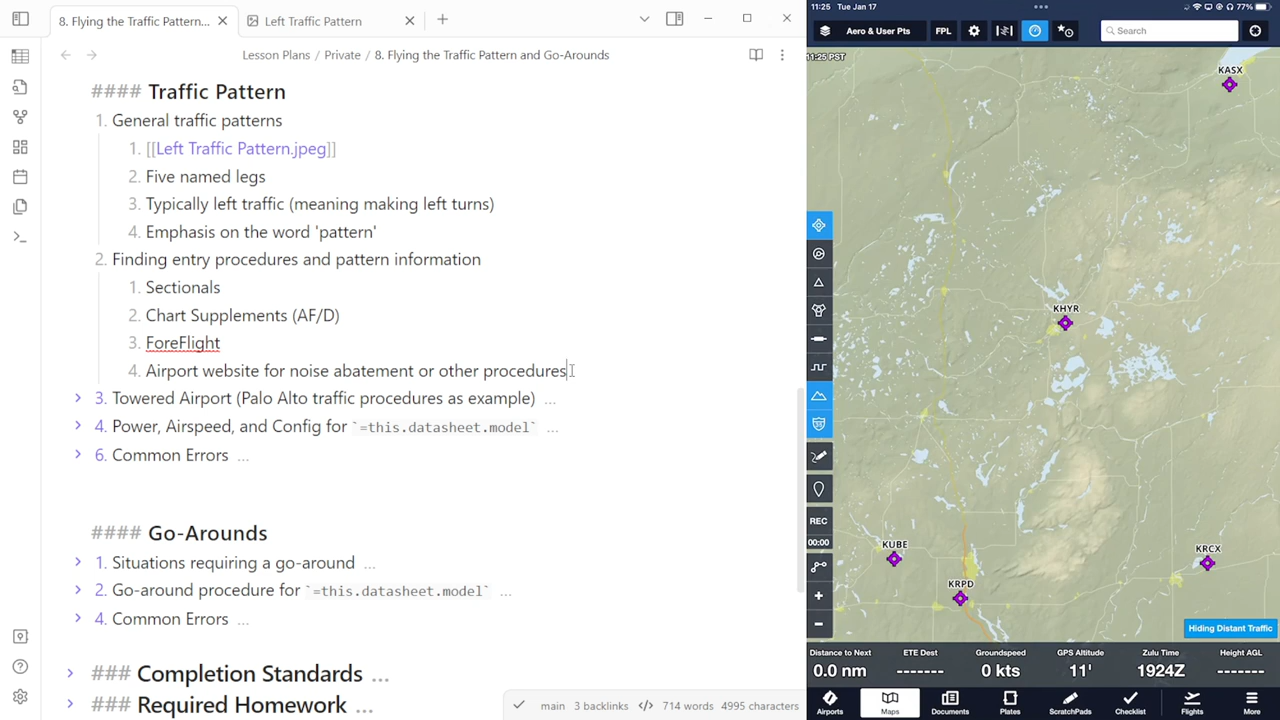 8. Flying the Traffic Pattern...
Left Traffic Pattern
Lesson Plans / Private / 8. Flying the Traffic Pattern and Go-Arounds
#### Traffic Pattern
1. General traffic patterns
1. [[Left Traffic Pattern.jpeg]]
2. Five named legs
3. Typically left traffic (meaning making left turns)
4. Emphasis on the word 'pattern'
2. Finding entry procedures and pattern information
1. Sectionals
2. Chart Supplements (AF/D)
3. ForeFlight
4. Airport website for noise abatement or other procedures
3. Towered Airport (Palo Alto traffic procedures as example) ...
4. Power, Airspeed, and Config for `=this.datasheet.model` ...
6. Common Errors ...
#### Go-Arounds
1. Situations requiring a go-around ...
2. Go-around procedure for `=this.datasheet.model` ...
4. Common Errors ...
### Completion Standards ...
### Required Homework ...
main 3 backlinks 714 words 4995 characters
11:25 Tue Jan 17 77%
Aero & User Pts FPL Search
11:25 PST
KASX
KHYR
REC
00:00
KUBE
KRCX
KRPD
Hiding Distant Traffic
Distance to Next ETE Dest Groundspeed GPS Altitude Zulu Time Height AGL
0.0 nm ------- 0 kts 11' 1924Z -------
Airports Maps Documents Plates ScratchPads Checklist Flights More